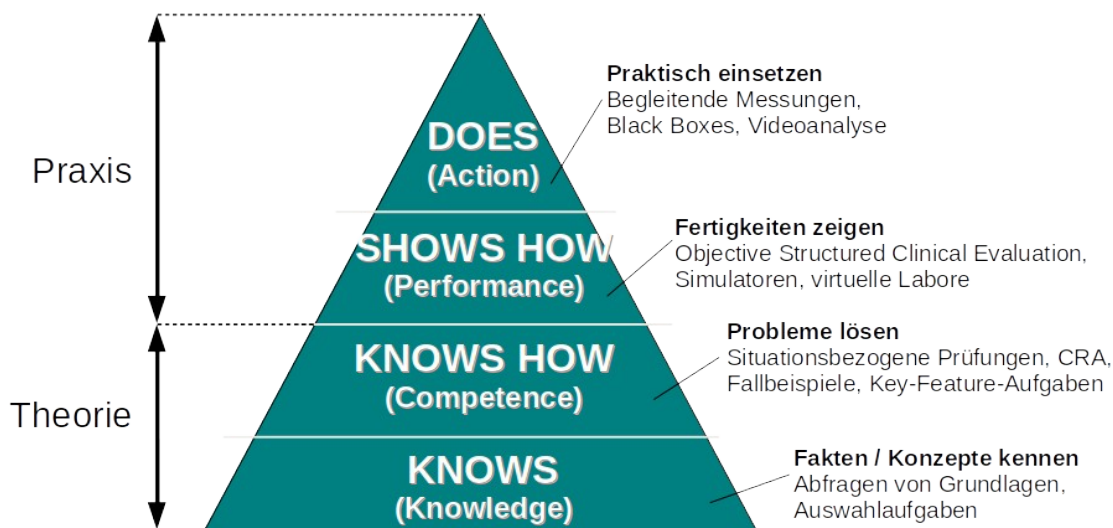 Praktisch einsetzen
Begleitende Messungen,
Black Boxes, Videoanalyse
DOES
(Action)
Praxis
Fertigkeiten zeigen
Objective Structured Clinical Evaluation,
Simulatoren, virtuelle Labore
SHOWS HOW
(Performance)
Probleme lösen
Situationsbezogene Prüfungen, CRA,
Fallbeispiele, Key-Feature-Aufgaben
KNOWS HOW
(Competence)
Theorie
Fakten / Konzepte kennen
Abfragen von Grundlagen,
Auswahlaufgaben
KNOWS
(Knowledge)